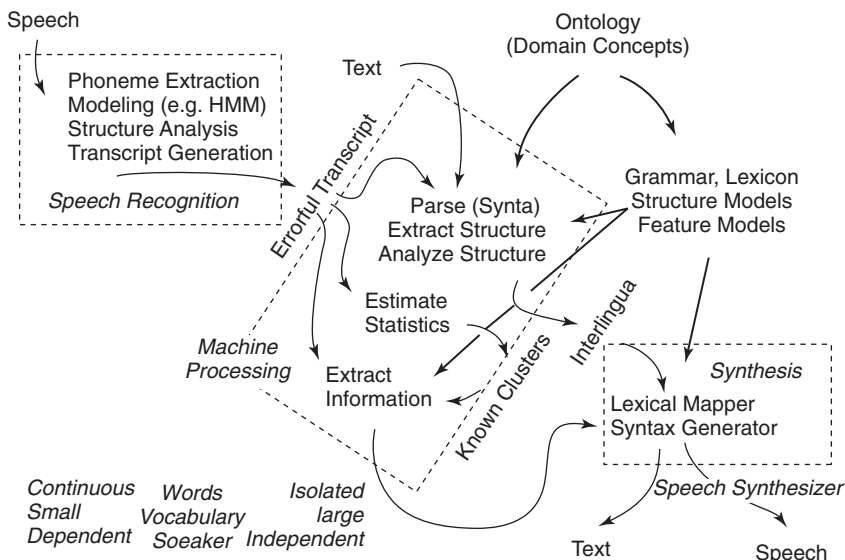 Speech
Phoneme Extraction
Modeling (e.g. HMM)
Structure Analysis
Transcript Generation
Speech Recognition
Text
Ontology
(Domain Concepts)
Errorful Transcript
Parse (Synta)
Extract Structure
Analyze Structure
Grammar, Lexicon
Structure Models
Feature Models
Estimate
Statistics
Machine
Processing
Extract
Information
Known Clusters
Interlingua
Synthesis
Lexical Mapper
Syntax Generator
Speech Synthesizer
Continuous Words Isolated
Small Vocabulary large
Dependent Soeaker Independent
Text
Speech